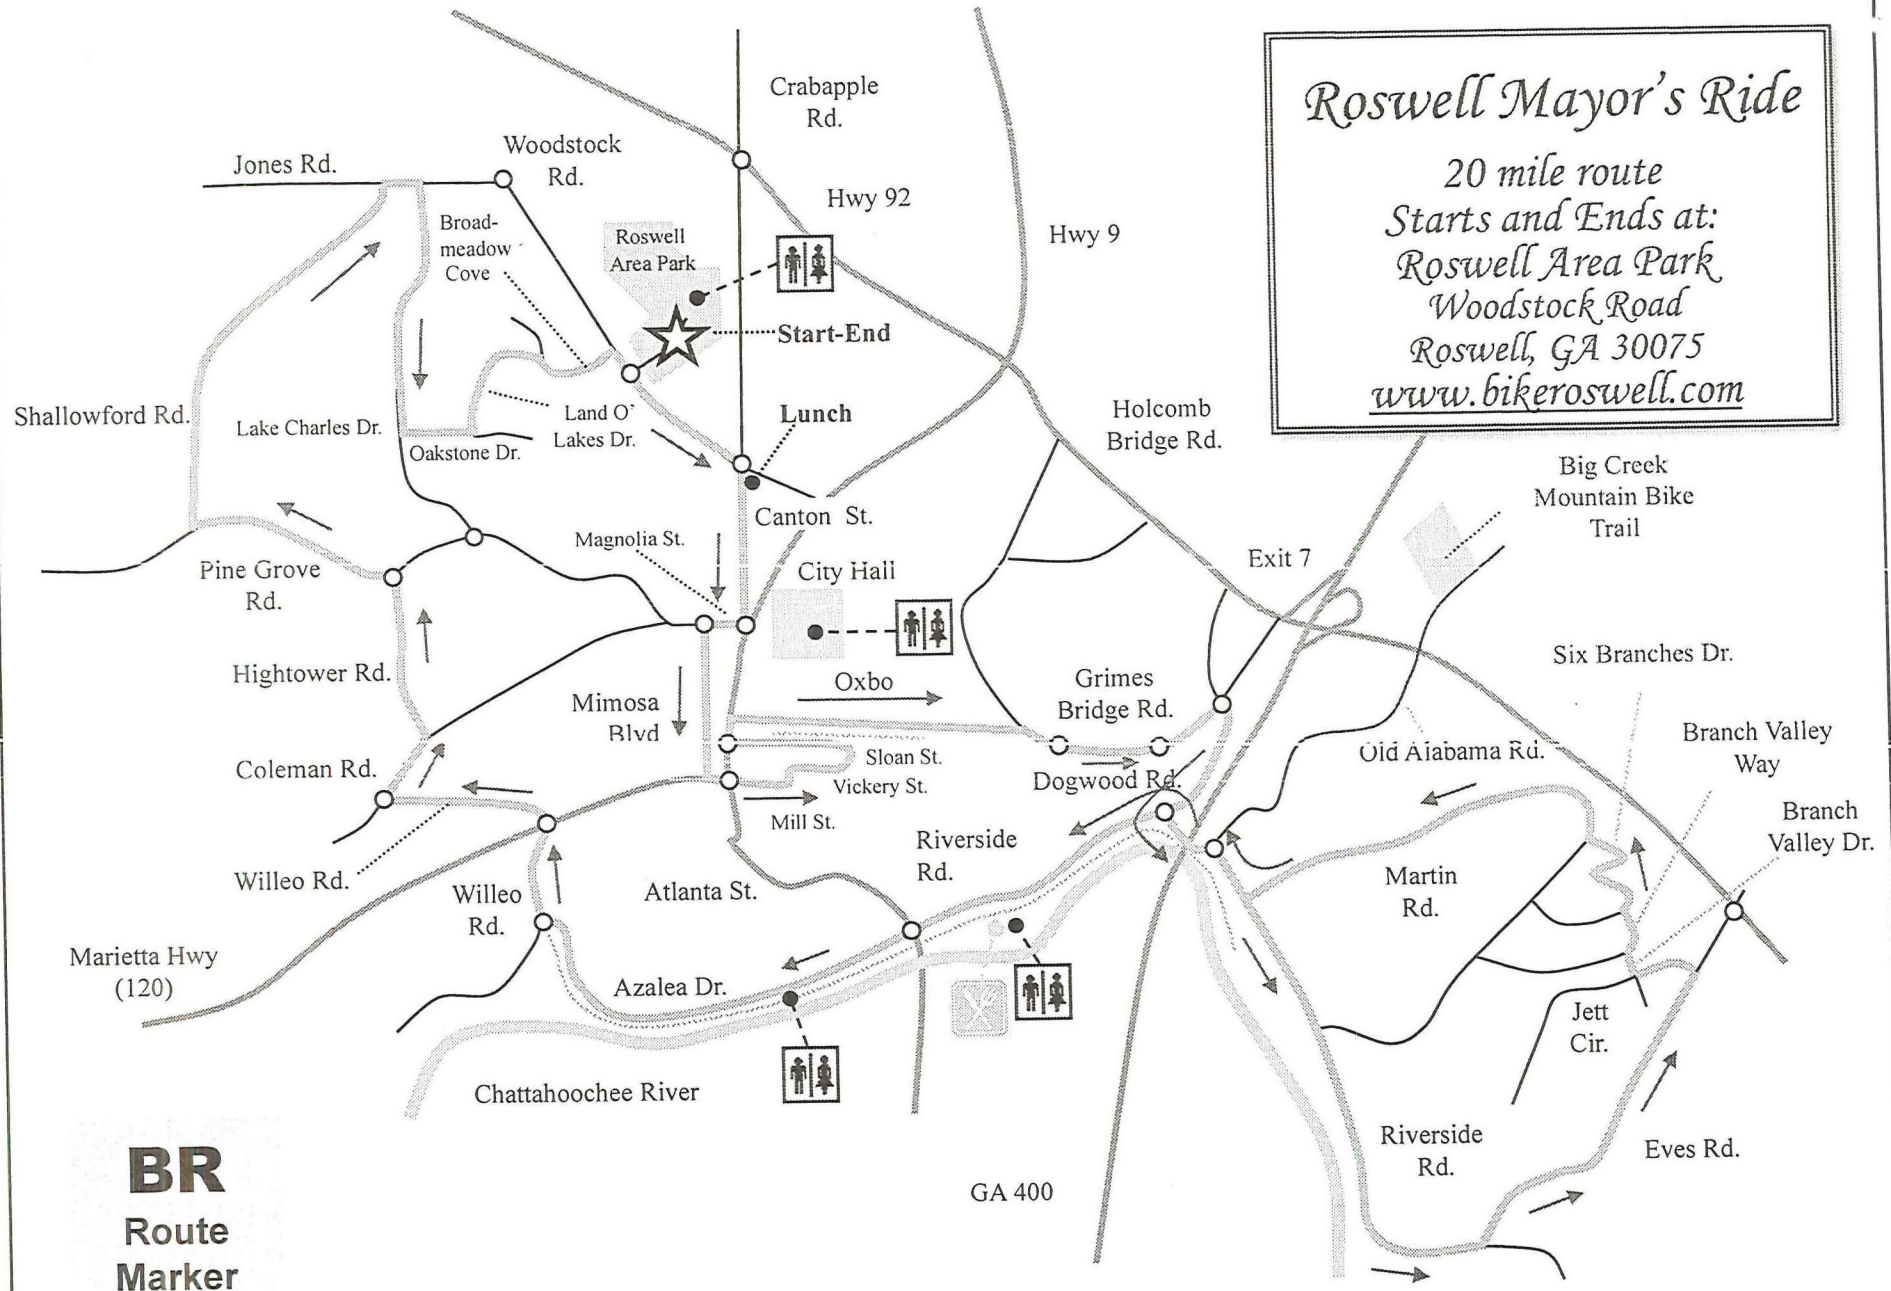 Roswell Mayor's Ride
20 mile route
Starts and Ends at:
Roswell Area Park
Woodstock Road
Roswell, GA 30075
www.bikeroswell.com
Crabapple
Rd.
Woodstock
Rd.
Jones Rd.
Hwy 92
Hwy 9
Broad-
meadow
Cove
Roswell
Area Park
Start-End
Shallowford Rd.
Lake Charles Dr.
Land O'
Lakes Dr.
Oakstone Dr.
Lunch
Holcomb
Bridge Rd.
Big Creek
Mountain Bike
Trail
Canton St.
Magnolia St.
City Hall
Exit 7
Pine Grove
Rd.
Hightower Rd.
Mimosa
Blvd
Oxbo
Grimes
Bridge Rd.
Six Branches Dr.
Old Alabama Rd.
Branch Valley
Way
Coleman Rd.
Sloan St.
Vickery St.
Mill St.
Dogwood Rd.
Branch
Valley Dr.
Riverside
Rd.
Willeo Rd.
Willeo
Rd.
Atlanta St.
Martin
Rd.
Marietta Hwy
(120)
Azalea Dr.
Jett
Cir.
Chattahoochee River
Riverside
Rd.
Eves Rd.
GA 400
BR
Route
Marker